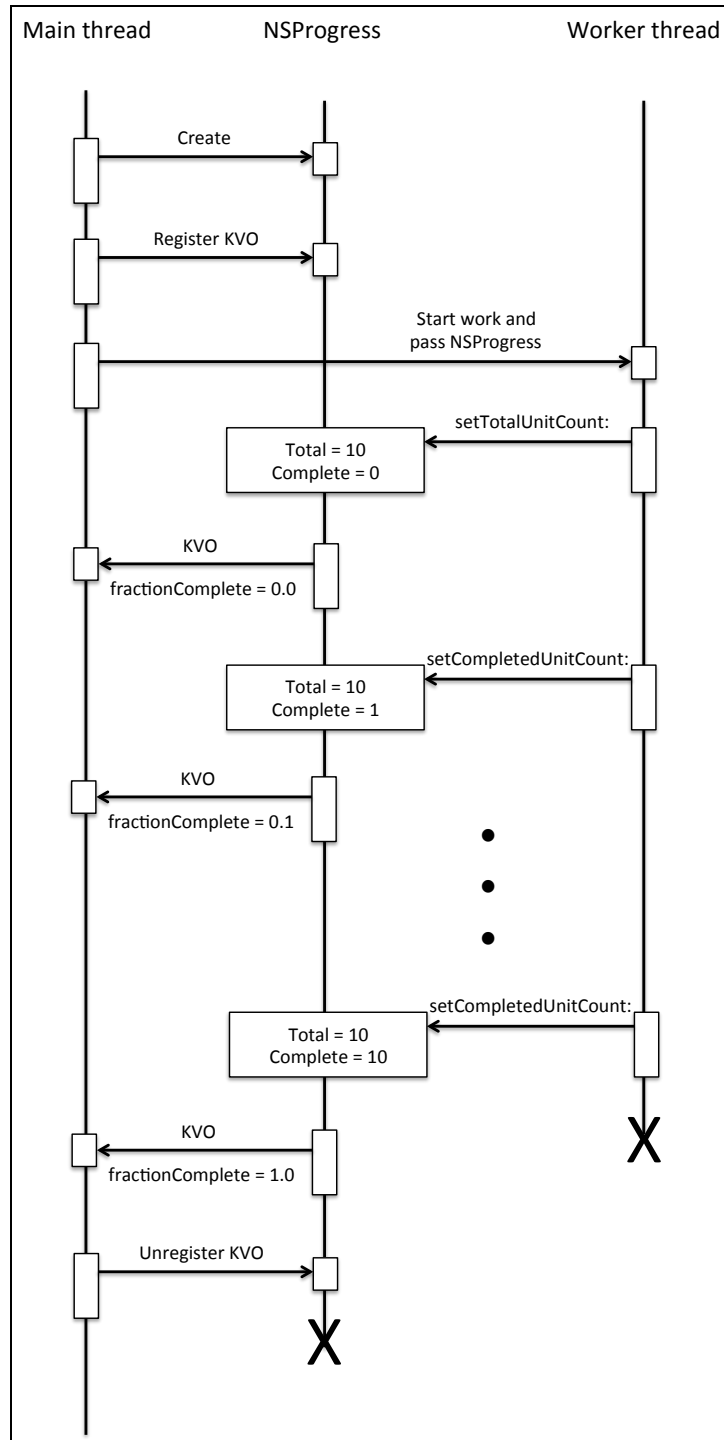 Main thread
NSProgress
Worker thread
Create
Register KVO
Start work and
pass NSProgress
setTotalUnitCount:
Total = 10
Complete = 0
KVO
fractionComplete = 0.0
setCompletedUnitCount:
Total = 10
Complete = 1
KVO
fractionComplete = 0.1
setCompletedUnitCount:
Total = 10
Complete = 10
KVO
fractionComplete = 1.0
Unregister KVO